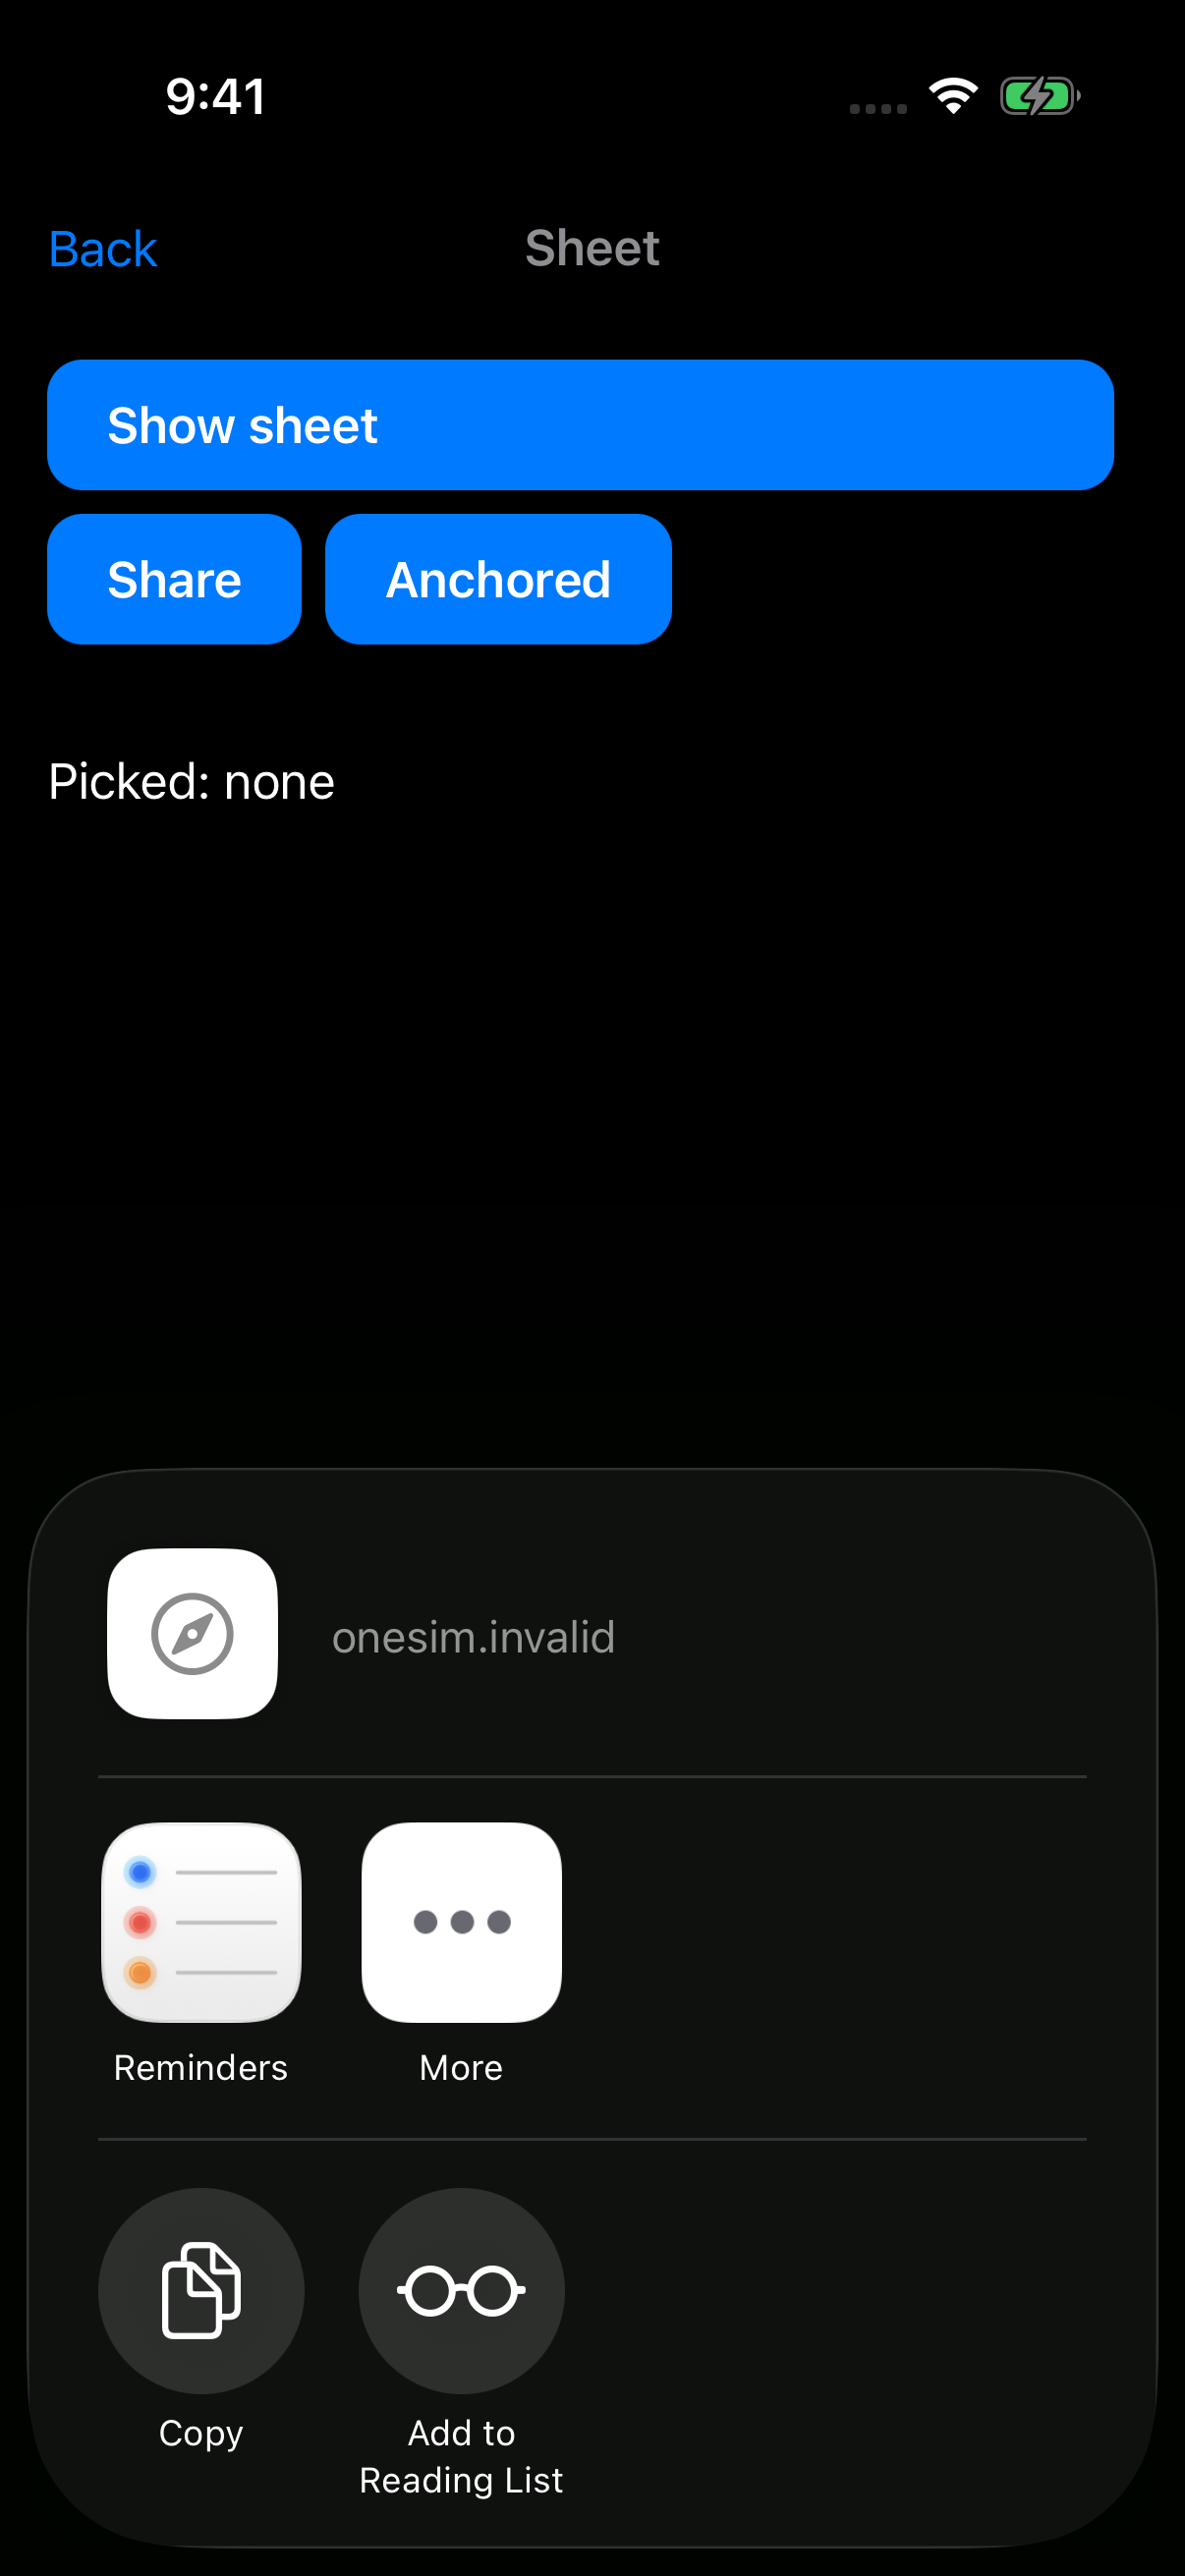 9:41
Back
Sheet
Show sheet
Share
Anchored
Picked: none
onesim.invalid
Reminders
More
Copy
Add to
Reading List